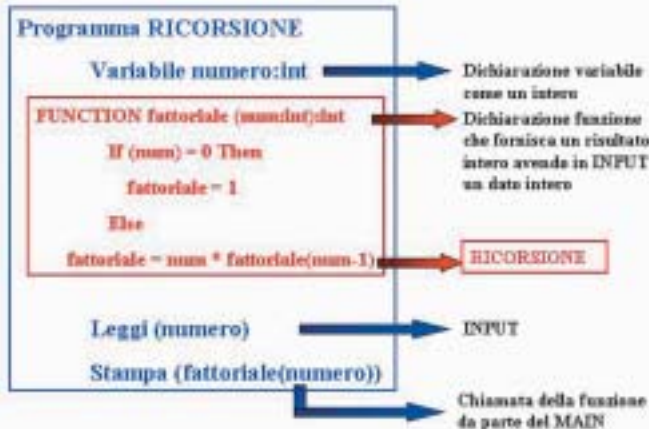 Programma RICORSIONE
Variabile numero:int
Dichiarazione variabile
come un intero
FUNCTION fattoriale (num:int):Int
Dichiarazione funzione
che fornisca un risultato
intero avendo in INPUT
un dato intero
If (num) = 0 Then
fattoriale = 1
Else
fattoriale = num * fattoriale(num-1)
RICORSIONE
Leggi (numero)
INPUT
Stampa (fattoriale(numero))
Chiamata della funzione
da parte del MAIN